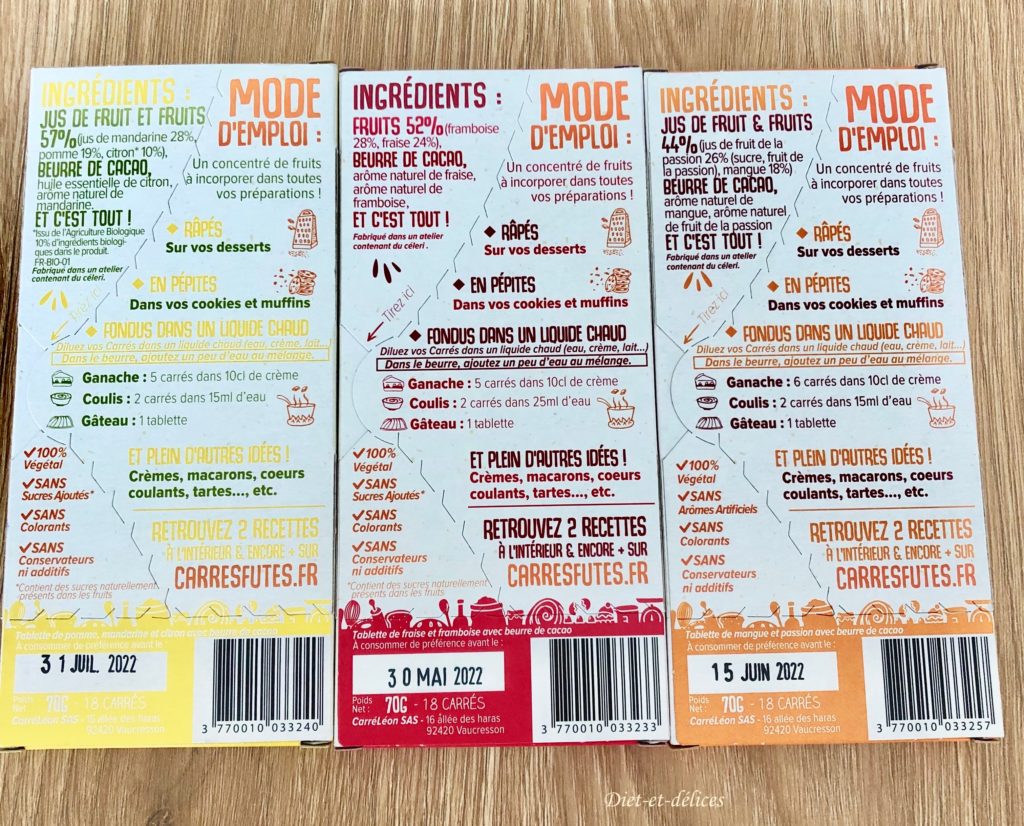 INGRÉDIENTS :
JUS DE FRUIT ET FRUITS
57% (jus de mandarine 28%,
pomme 19%, citron* 10%),
BEURRE DE CACAO,
huile essentielle de citron,
arôme naturel de
mandarine.
ET C'EST TOUT !
*Issu de l'Agriculture Biologique
10% d'ingrédients biologi-
ques dans le produit.
FR-BIO-01
Fabriqué dans un atelier
contenant du céleri.
MODE
D'EMPLOI :
Un concentré de fruits
à incorporer dans toutes
vos préparations !
RÂPÉS
Sur vos desserts
EN PÉPITES
Dans vos cookies et muffins
Tirez ici
FONDUS DANS UN LIQUIDE CHAUD
Diluez vos Carrés dans un liquide chaud (eau, crème, lait...)
Dans le beurre, ajoutez un peu d'eau au mélange.
Ganache : 5 carrés dans 10cl de crème
Coulis : 2 carrés dans 15ml d'eau
Gâteau : 1 tablette
100%
Végétal
SANS
Sucres Ajoutés*
SANS
Colorants
SANS
Conservateurs
ni additifs
*Contient des sucres naturellement
présents dans les fruits
ET PLEIN D'AUTRES IDÉES !
Crèmes, macarons, coeurs
coulants, tartes..., etc.
RETROUVEZ 2 RECETTES
À L'INTÉRIEUR & ENCORE + SUR
CARRESFUTES.FR
Tablette de pomme, mandarine et citron avec beurre de cacao
À consommer de préférence avant le :
31 JUIL. 2022
Poids
Net : 70G - 18 CARRÉS
CarréLéon SAS - 16 allée des haras
92420 Vaucresson
3 770010 033240
INGRÉDIENTS :
FRUITS 52% (framboise
28%, fraise 24%),
BEURRE DE CACAO,
arôme naturel de fraise,
arôme naturel de
framboise,
ET C'EST TOUT !
Fabriqué dans un atelier
contenant du céleri .
MODE
D'EMPLOI :
Un concentré de fruits
à incorporer dans toutes
vos préparations !
RÂPÉS
Sur vos desserts
EN PÉPITES
Dans vos cookies et muffins
Tirez ici
FONDUS DANS UN LIQUIDE CHAUD
Diluez vos Carrés dans un liquide chaud (eau, crème, lait...)
Dans le beurre, ajoutez un peu d'eau au mélange.
Ganache : 5 carrés dans 10cl de crème
Coulis : 2 carrés dans 25ml d'eau
Gâteau : 1 tablette
100%
Végétal
SANS
Sucres Ajoutés*
SANS
Colorants
SANS
Conservateurs
ni additifs
*Contient des sucres naturellement
présents dans les fruits
ET PLEIN D'AUTRES IDÉES !
Crèmes, macarons, coeurs
coulants, tartes..., etc.
RETROUVEZ 2 RECETTES
À L'INTÉRIEUR & ENCORE + SUR
CARRESFUTES.FR
Tablette de fraise et framboise avec beurre de cacao
À consommer de préférence avant le :
30 MAI 2022
Poids
Net : 70G - 18 CARRÉS
CarréLéon SAS - 16 allée des haras
92420 Vaucresson
3 770010 033233
INGRÉDIENTS :
JUS DE FRUIT & FRUITS
44% (jus de fruit de la
passion 26% (sucre, fruit de
la passion), mangue 18%)
BEURRE DE CACAO,
arôme naturel de
mangue, arôme naturel
de fruit de la passion
ET C'EST TOUT !
Fabriqué dans un atelier
contenant du céleri.
MODE
D'EMPLOI :
Un concentré de fruits
à incorporer dans toutes
vos préparations !
RÂPÉS
Sur vos desserts
EN PÉPITES
Dans vos cookies et muffins
Tirez ici
FONDUS DANS UN LIQUIDE CHAUD
Diluez vos Carrés dans un liquide chaud (eau, crème, lait...)
Dans le beurre, ajoutez un peu d'eau au mélange.
Ganache : 6 carrés dans 10cl de crème
Coulis : 2 carrés dans 15ml d'eau
Gâteau : 1 tablette
100%
Végétal
SANS
Arômes Artificiels
SANS
Colorants
SANS
Conservateurs
ni additifs
ET PLEIN D'AUTRES IDÉES !
Crèmes, macarons, coeurs
coulants, tartes..., etc.
RETROUVEZ 2 RECETTES
À L'INTÉRIEUR & ENCORE + SUR
CARRESFUTES.FR
Tablette de mangue et passion avec beurre de cacao
À consommer de préférence avant le :
15 JUIN 2022
Poids
Net : 70G - 18 CARRÉS
CarréLéon SAS - 16 allée des haras
92420 Vaucresson
3 770010 033257
Diet-et-délices